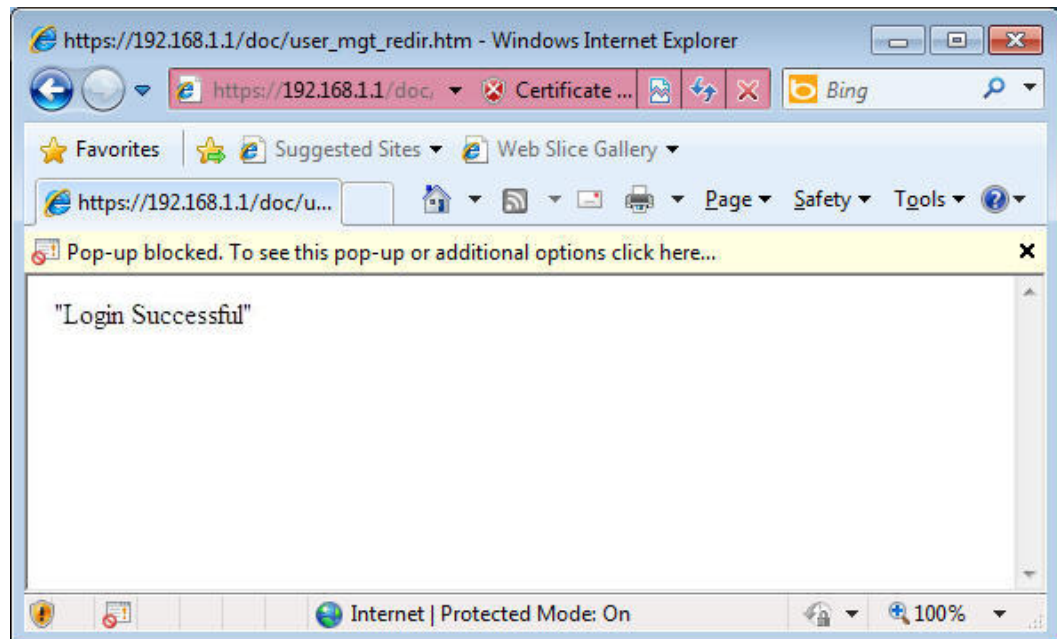 https://192.168.1.1/doc/user_mgt_redir.htm - Windows Internet Explorer
https://192.168.1.1/doc, Certificate ... Bing
Favorites Suggested Sites Web Slice Gallery
https://192.168.1.1/doc/u... Page Safety Tools
Pop-up blocked. To see this pop-up or additional options click here...
"Login Successful"
Internet | Protected Mode: On 100%